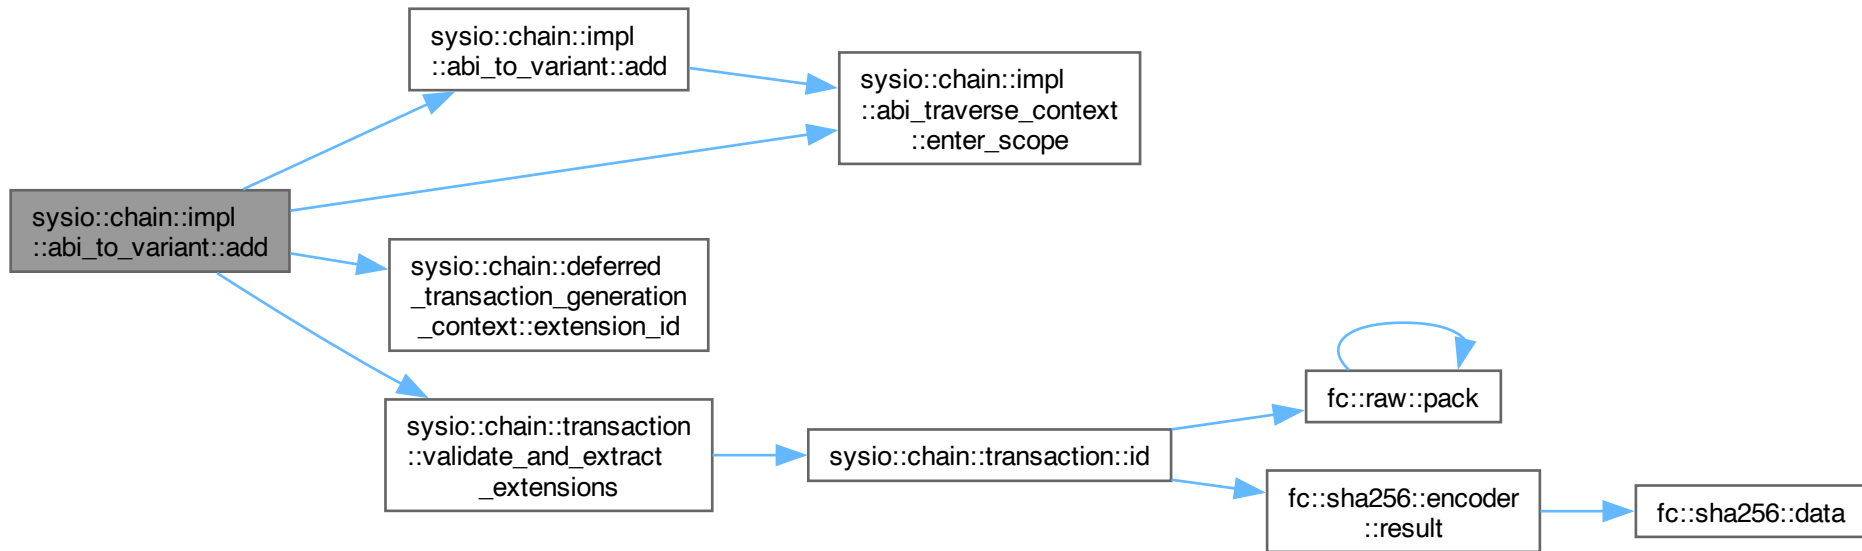 sysio::chain::impl
::abi_to_variant::add
sysio::chain::impl
::abi_traverse_context
::enter_scope
sysio::chain::impl
::abi_to_variant::add
sysio::chain::deferred
_transaction_generation
_context::extension_id
sysio::chain::transaction
::validate_and_extract
_extensions
sysio::chain::transaction::id
fc::raw::pack
fc::sha256::encoder
::result
fc::sha256::data